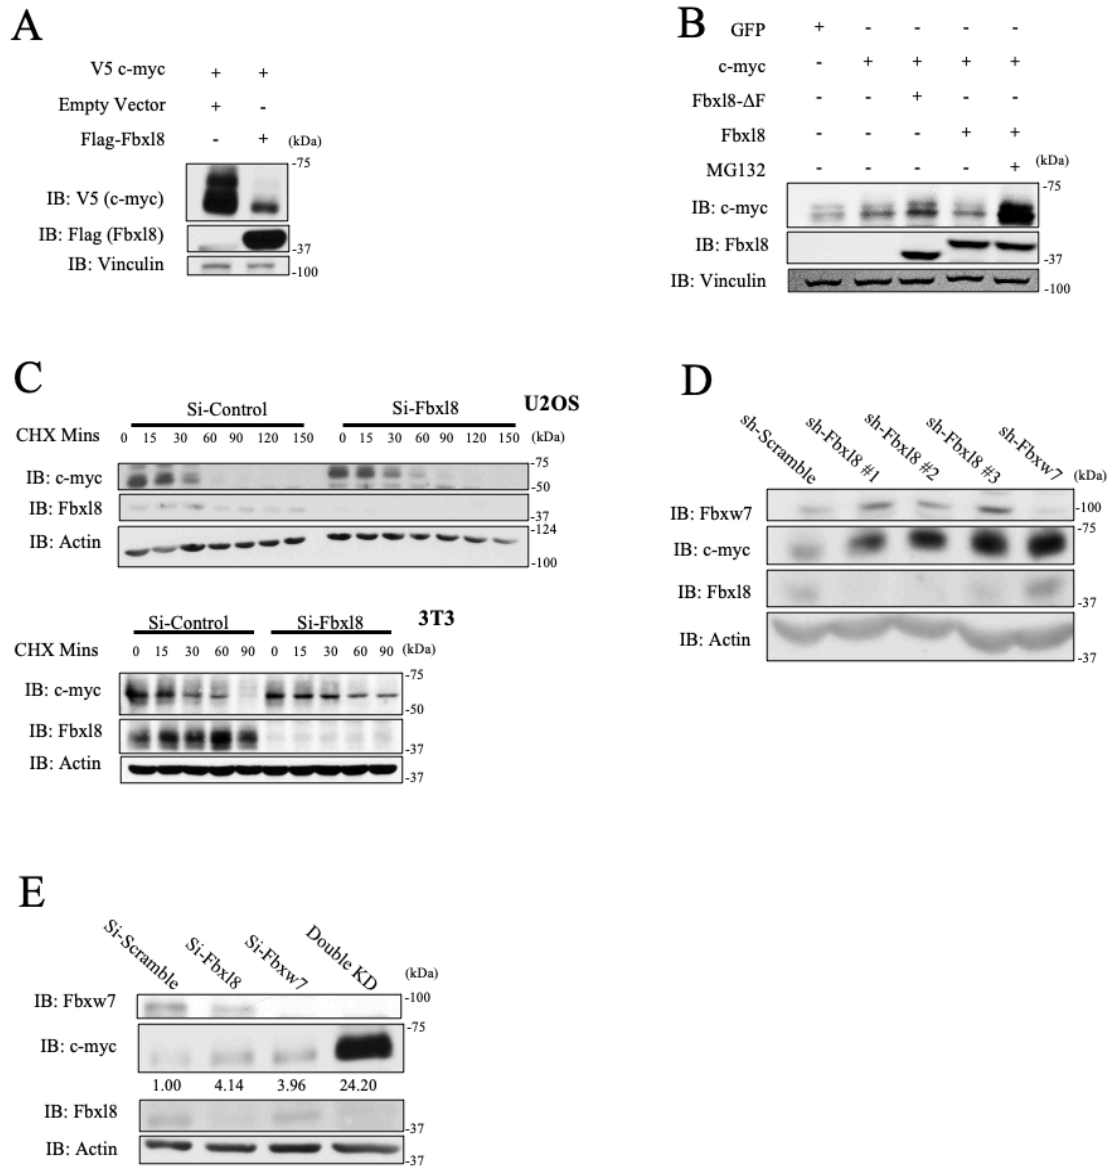 A
V5 c-myc + +
Empty Vector + -
Flag-Fbxl8 - + (kDa)
-75
IB: V5 (c-myc)
IB: Flag (Fbxl8)
-37
IB: Vinculin
-100
B
GFP + - - - -
c-myc - + + + +
Fbxl8-ΔF - - + - -
Fbxl8 - - - + +
MG132 - - - - + (kDa)
-75
IB: c-myc
IB: Fbxl8
-37
IB: Vinculin
-100
C
Si-Control Si-Fbxl8 U2OS
CHX Mins 0 15 30 60 90 120 150 0 15 30 60 90 120 150 (kDa)
-75
IB: c-myc
-50
IB: Fbxl8
-37
-124
IB: Actin
-100
Si-Control Si-Fbxl8 3T3
CHX Mins 0 15 30 60 90 0 15 30 60 90 (kDa)
-75
IB: c-myc
-50
IB: Fbxl8
-37
IB: Actin
-37
D
sh-Scramble sh-Fbxl8 #1 sh-Fbxl8 #2 sh-Fbxl8 #3 sh-Fbxw7
(kDa)
IB: Fbxw7 -100
-75
IB: c-myc
IB: Fbxl8
-37
IB: Actin
-37
E
Si-Scramble Si-Fbxl8 Si-Fbxw7 Double KD
(kDa)
IB: Fbxw7 -100
-75
IB: c-myc
1.00 4.14 3.96 24.20
IB: Fbxl8
-37
IB: Actin
-37